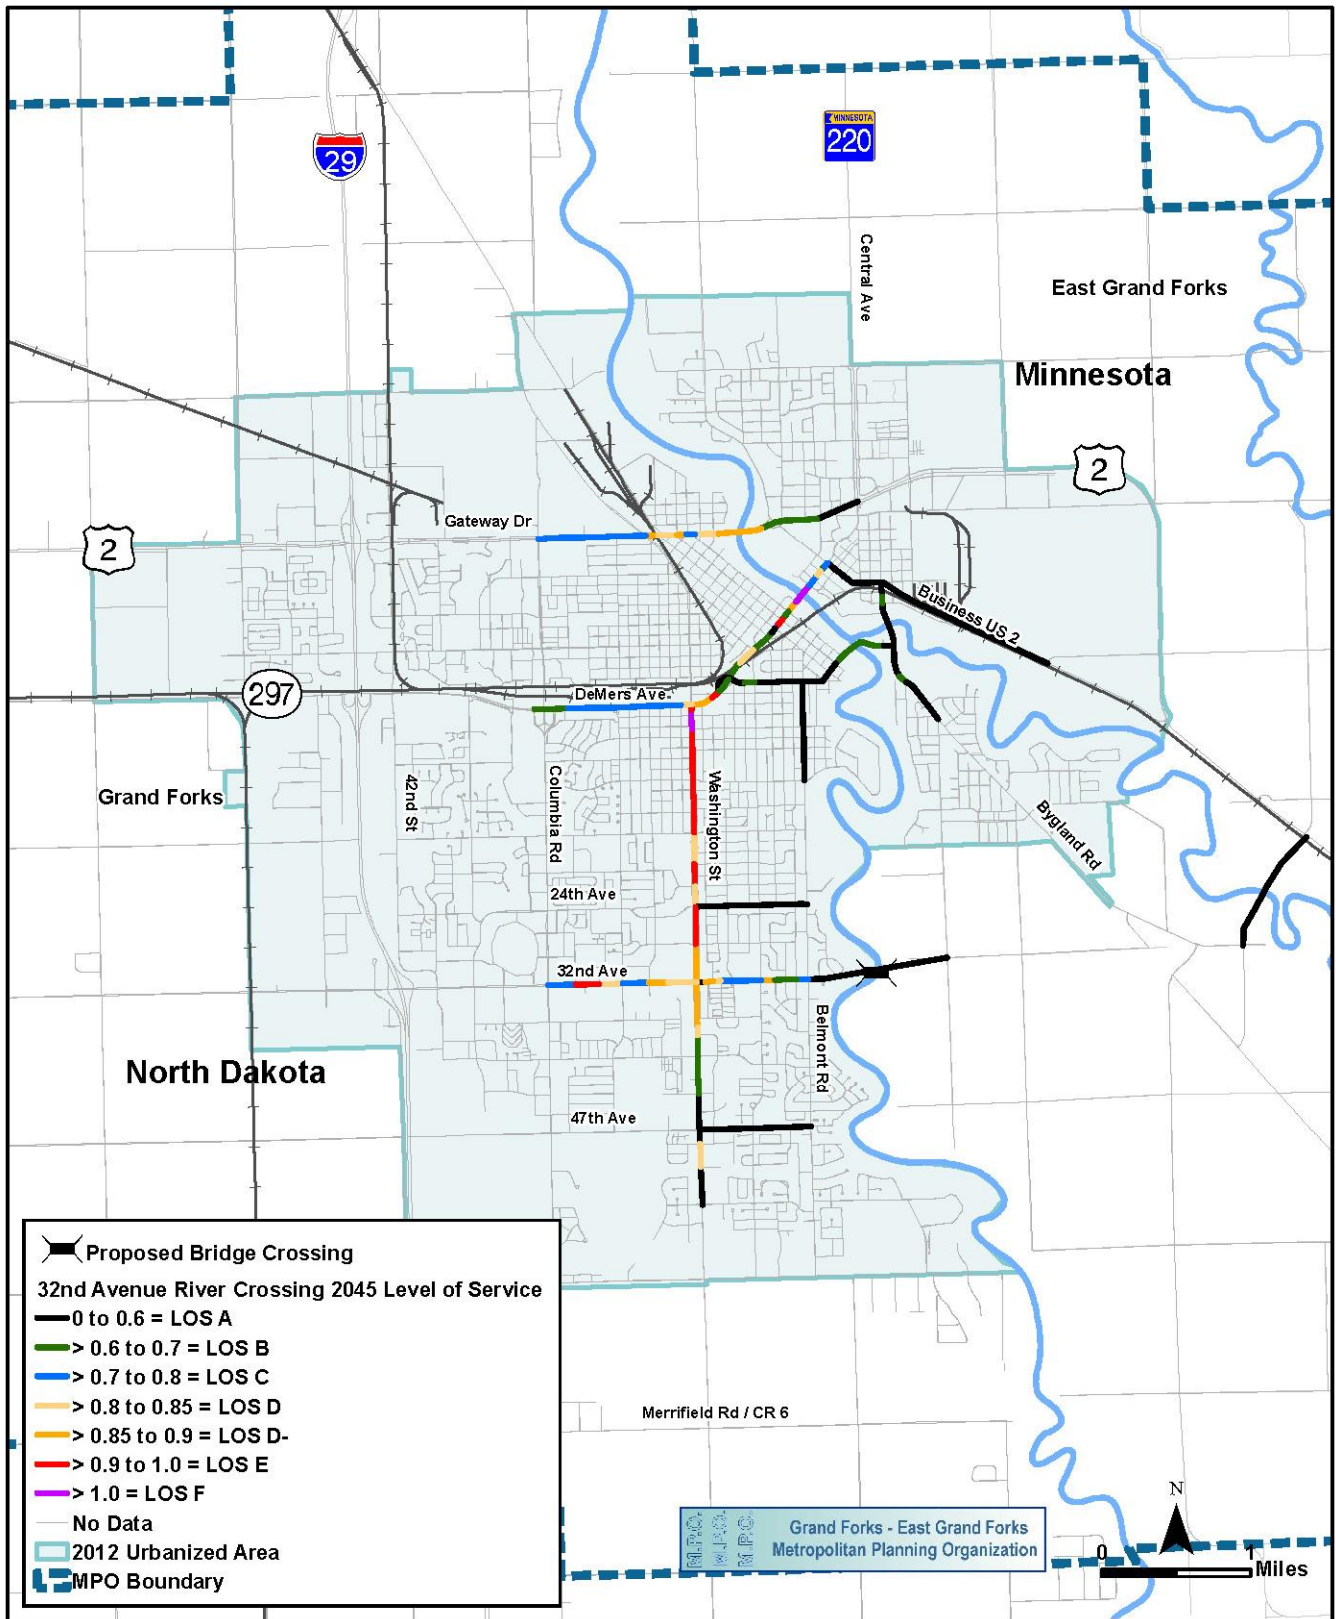 MINNESOTA
220
29
Central Ave
East Grand Forks
Minnesota
2
Gateway Dr
2
Business US 2
297
DeMers Ave
Grand Forks
42nd St
Columbia Rd
Washington St
Bygland Rd
24th Ave
32nd Ave
Belmont Rd
North Dakota
47th Ave
Proposed Bridge Crossing
32nd Avenue River Crossing 2045 Level of Service
0 to 0.6 = LOS A
> 0.6 to 0.7 = LOS B
> 0.7 to 0.8 = LOS C
> 0.8 to 0.85 = LOS D
> 0.85 to 0.9 = LOS D-
> 0.9 to 1.0 = LOS E
> 1.0 = LOS F
No Data
2012 Urbanized Area
MPO Boundary
Merrifield Rd / CR 6
M.P.O.
M.P.O.
M.P.O.
Grand Forks - East Grand Forks
Metropolitan Planning Organization
N
0 1
Miles